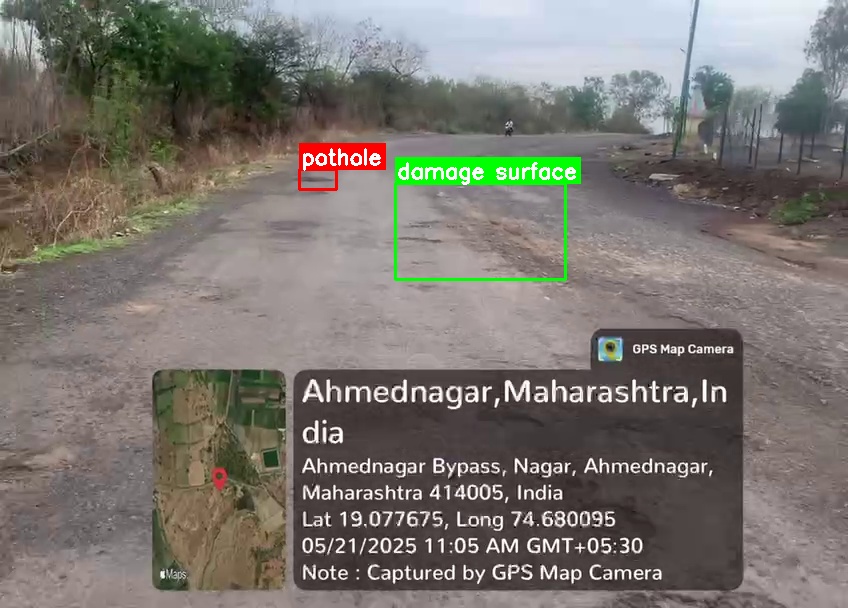 pothole
damage surface
GPS Map Camera
Ahmednagar,Maharashtra,In
dia
Ahmednagar Bypass, Nagar, Ahmednagar,
Maharashtra 414005, India
Lat 19.077675, Long 74.680095
05/21/2025 11:05 AM GMT+05:30
Note : Captured by GPS Map Camera
Maps